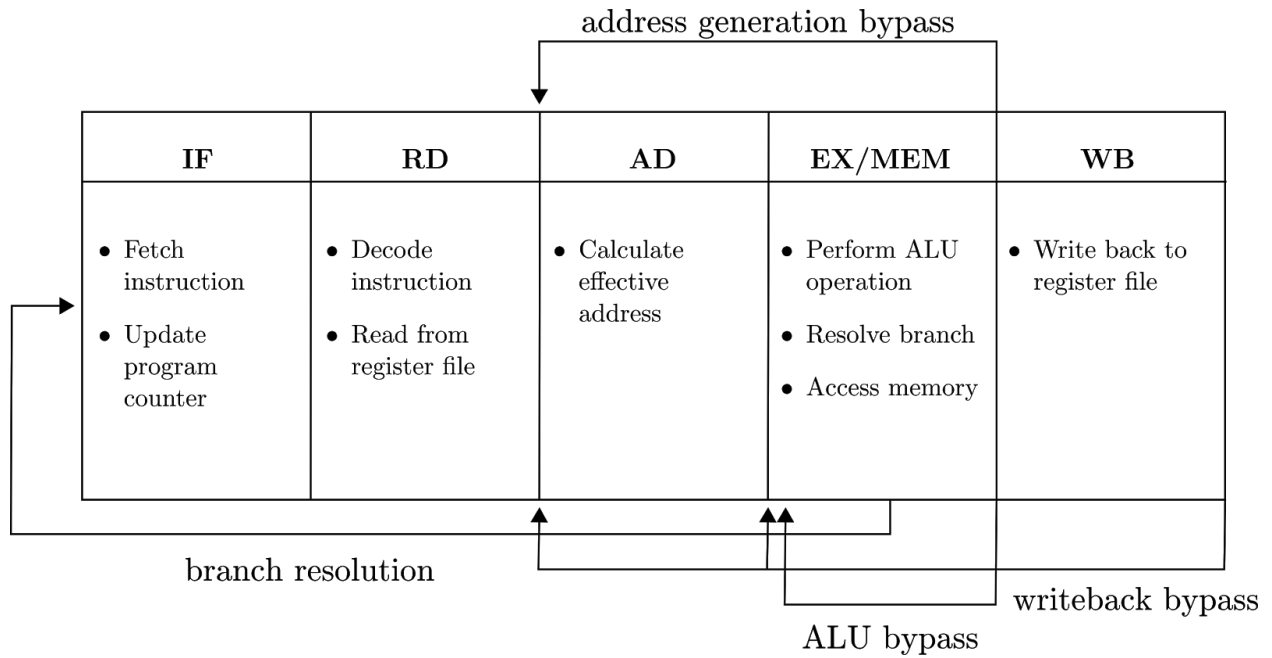 address generation bypass
IF
RD
AD
EX/MEM
WB
• Fetch
instruction
• Update
program
counter
• Decode
instruction
• Read from
register file
• Calculate
effective
address
• Perform ALU
operation
• Resolve branch
• Access memory
• Write back to
register file
branch resolution
writeback bypass
ALU bypass